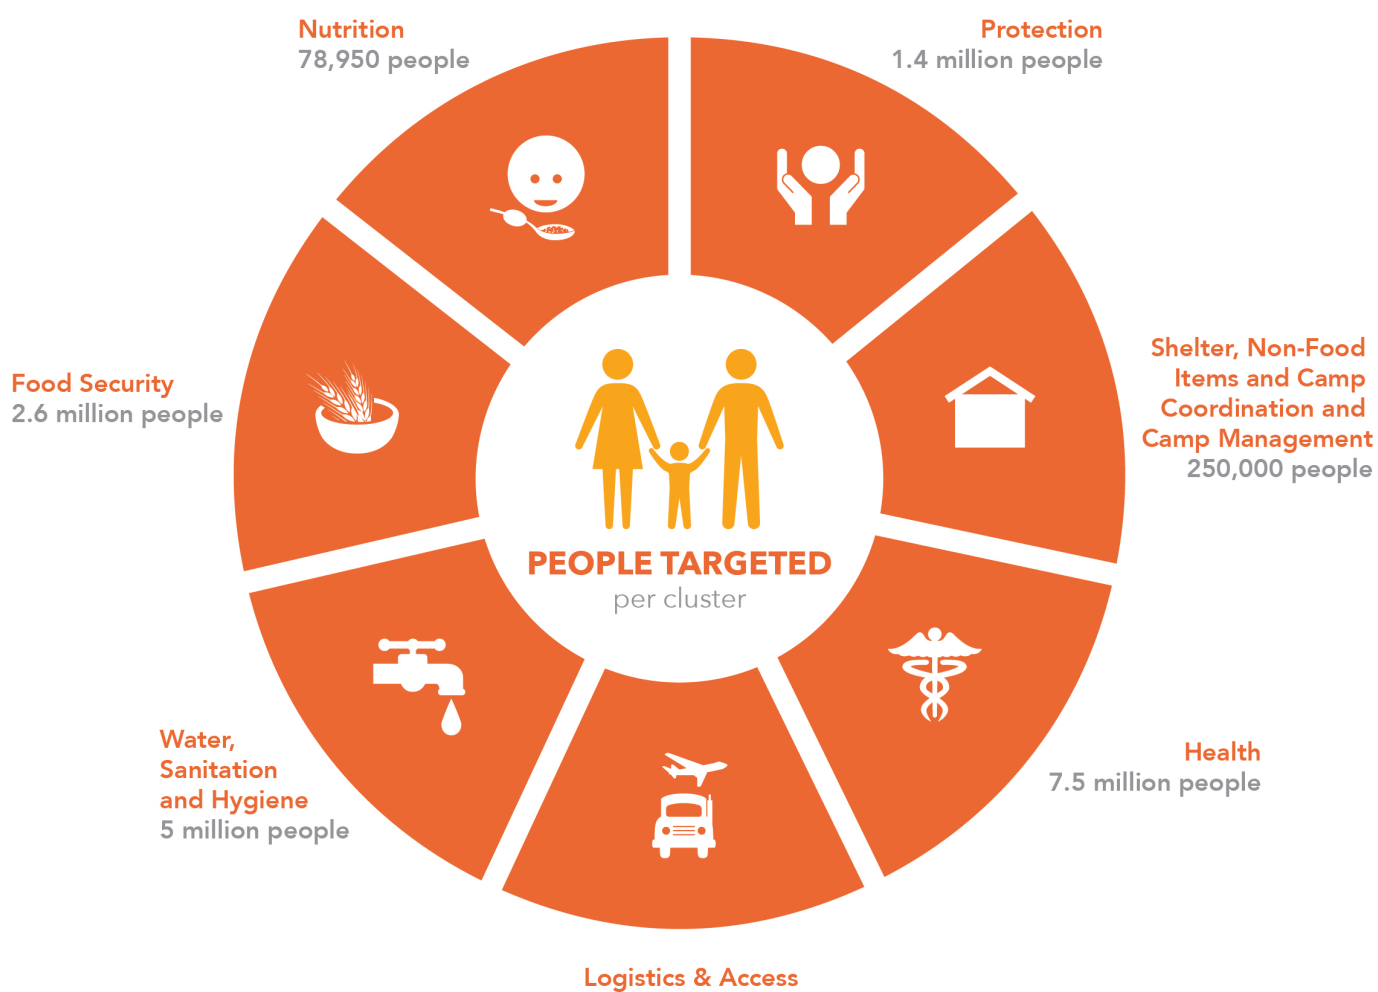 Nutrition
78,950 people
Protection
1.4 million people
Shelter, Non-Food
Items and Camp
Coordination and
Camp Management
250,000 people
Food Security
2.6 million people
PEOPLE TARGETED
per cluster
Water,
Sanitation
and Hygiene
5 million people
Health
7.5 million people
Logistics & Access